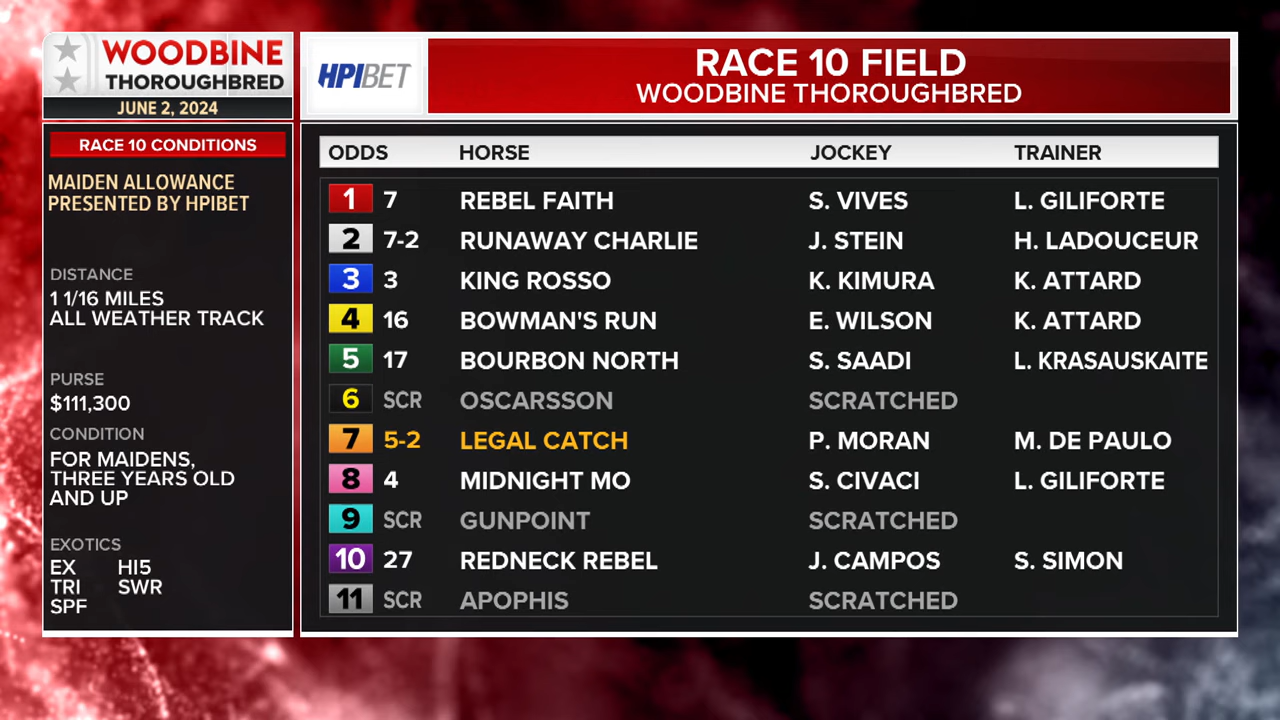 WOODBINE
THOROUGHBRED
JUNE 2, 2024
RACE 10 CONDITIONS
MAIDEN ALLOWANCE
PRESENTED BY HPIBET
DISTANCE
1 1/16 MILES
ALL WEATHER TRACK
PURSE
$111,300
CONDITION
FOR MAIDENS,
THREE YEARS OLD
AND UP
EXOTICS
EX HI5
TRI SWR
SPF
HPIBET
RACE 10 FIELD
WOODBINE THOROUGHBRED
ODDS HORSE JOCKEY TRAINER
1 7 REBEL FAITH S. VIVES L. GILIFORTE
2 7-2 RUNAWAY CHARLIE J. STEIN H. LADOUCEUR
3 3 KING ROSSO K. KIMURA K. ATTARD
4 16 BOWMAN'S RUN E. WILSON K. ATTARD
5 17 BOURBON NORTH S. SAADI L. KRASAUSKAITE
6 SCR OSCARSSON SCRATCHED
7 5-2 LEGAL CATCH P. MORAN M. DE PAULO
8 4 MIDNIGHT MO S. CIVACI L. GILIFORTE
9 SCR GUNPOINT SCRATCHED
10 27 REDNECK REBEL J. CAMPOS S. SIMON
11 SCR APOPHIS SCRATCHED